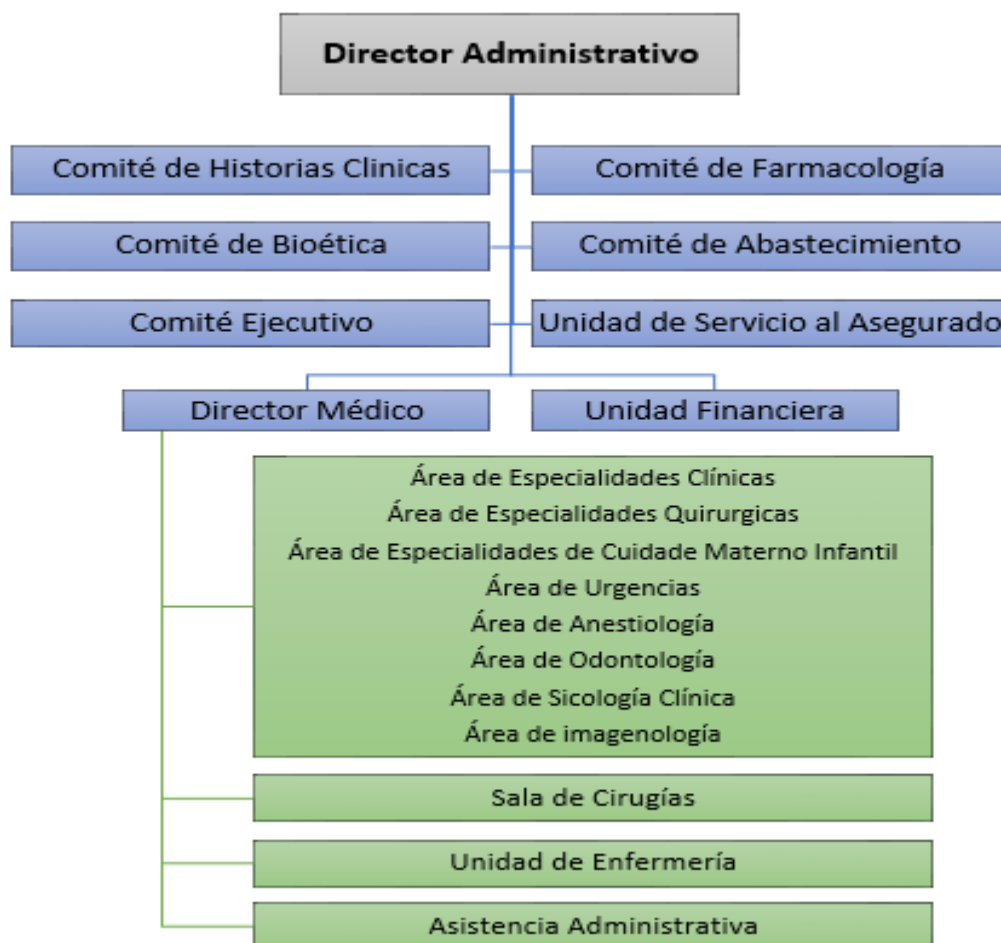 Director Administrativo
Comité de Historias Clinicas
Comité de Farmacología
Comité de Bioética
Comité de Abastecimiento
Comité Ejecutivo
Unidad de Servicio al Asegurado
Director Médico
Unidad Financiera
Área de Especialidades Clínicas
Área de Especialidades Quirurgicas
Área de Especialidades de Cuidade Materno Infantil
Área de Urgencias
Área de Anestiología
Área de Odontología
Área de Sicología Clínica
Área de imagenología
Sala de Cirugías
Unidad de Enfermería
Asistencia Administrativa